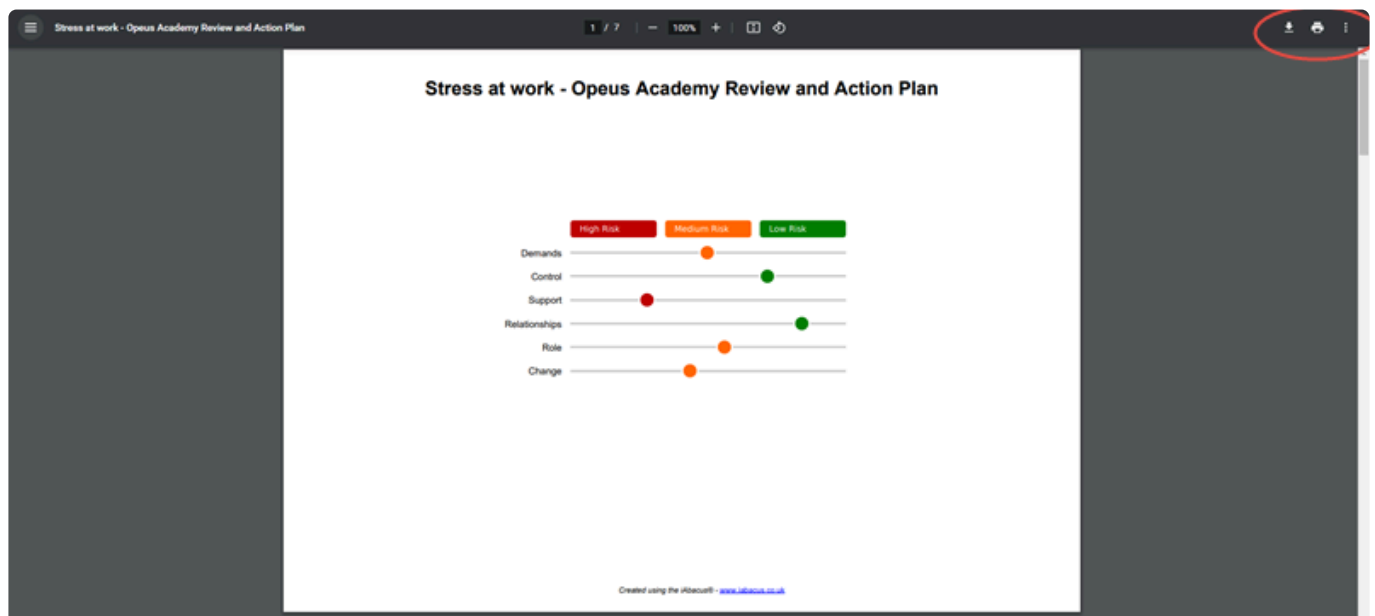 Stress at work - Opeus Academy Review and Action Plan
1 / 7 | − 100% + |
Stress at work - Opeus Academy Review and Action Plan
High Risk Medium Risk Low Risk
Demands
Control
Support
Relationships
Role
Change
Created using the iAbacus® - www.iabacus.co.uk